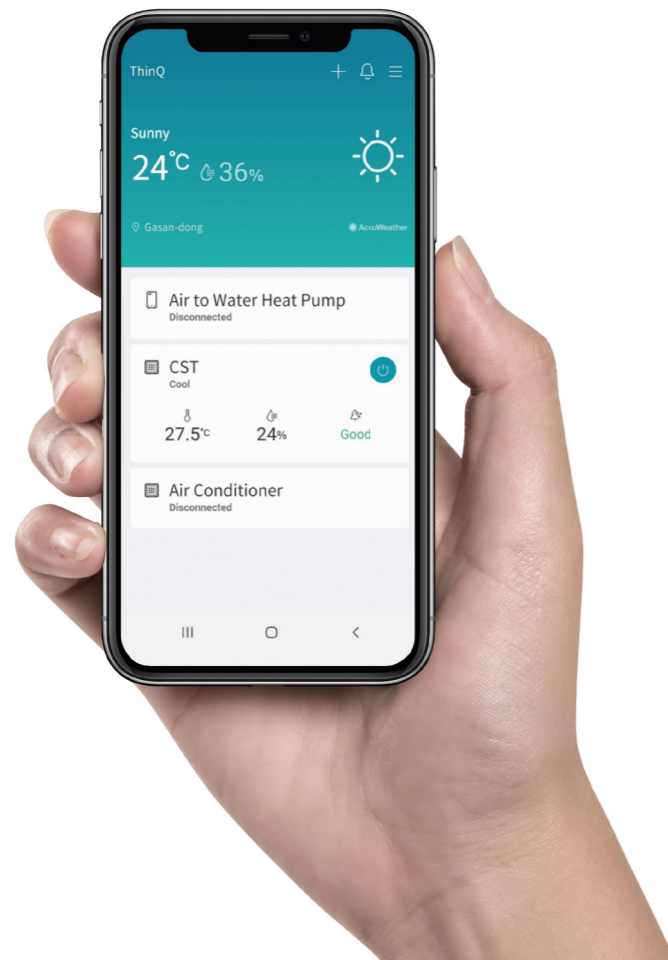 ThinQ
Sunny
24°C 36%
Gasan-dong
AccuWeather
Air to Water Heat Pump
Disconnected
CST
Cool
27.5°C 24% Good
Air Conditioner
Disconnected